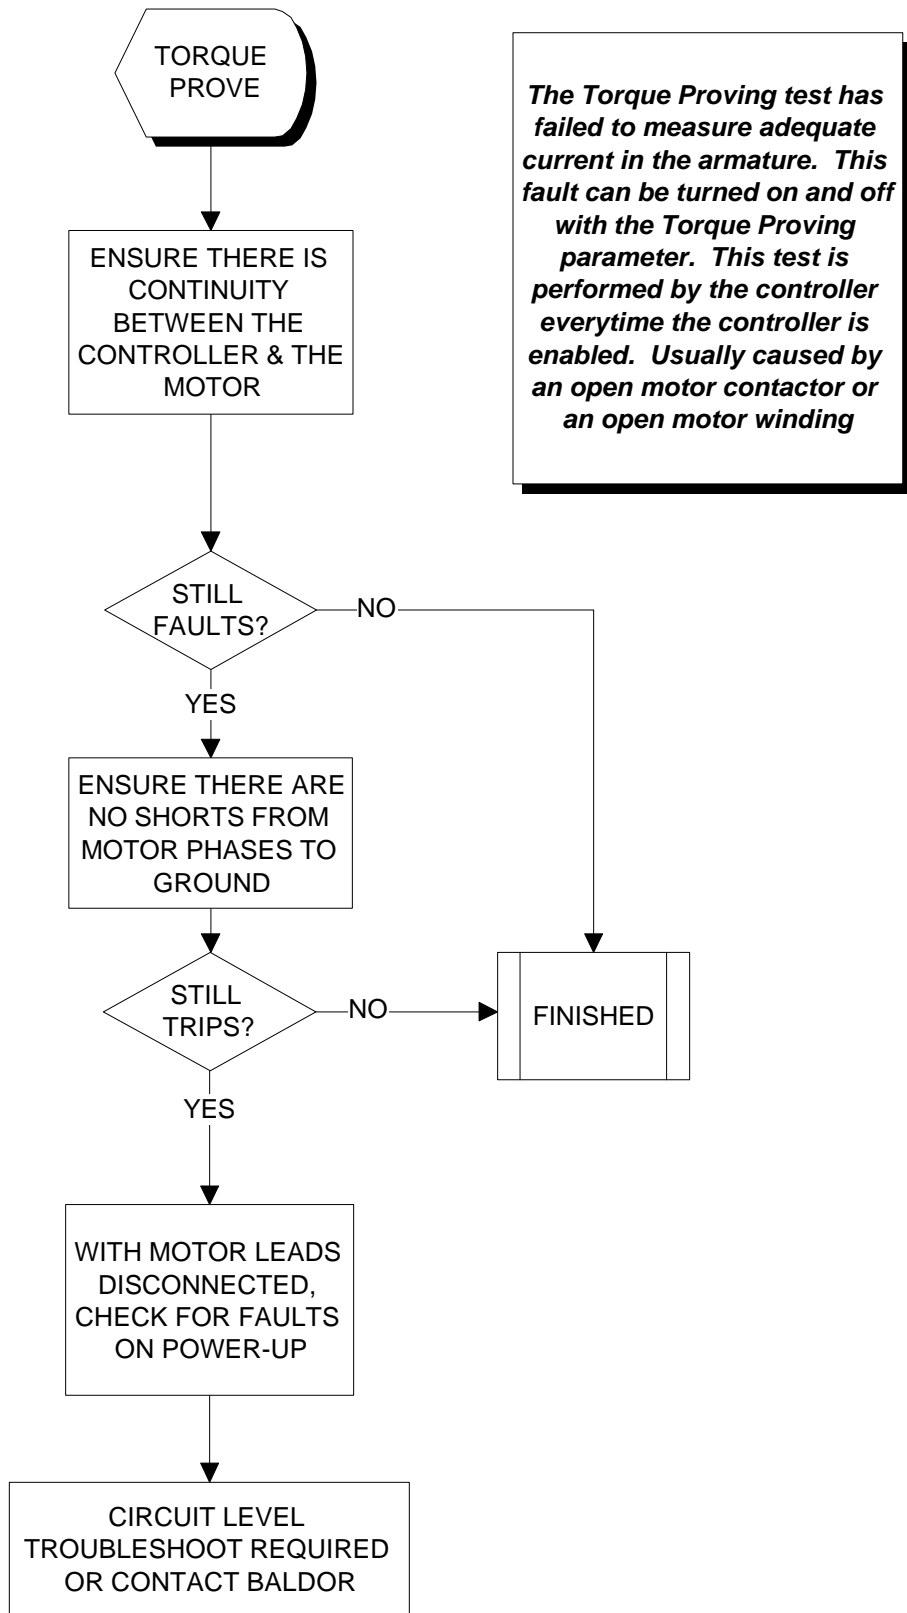 TORQUE
PROVE
The Torque Proving test has
failed to measure adequate
current in the armature. This
fault can be turned on and off
with the Torque Proving
parameter. This test is
performed by the controller
everytime the controller is
enabled. Usually caused by
an open motor contactor or
an open motor winding
ENSURE THERE IS
CONTINUITY
BETWEEN THE
CONTROLLER & THE
MOTOR
STILL
FAULTS?
NO
YES
ENSURE THERE ARE
NO SHORTS FROM
MOTOR PHASES TO
GROUND
STILL
TRIPS?
NO
FINISHED
YES
WITH MOTOR LEADS
DISCONNECTED,
CHECK FOR FAULTS
ON POWER-UP
CIRCUIT LEVEL
TROUBLESHOOT REQUIRED
OR CONTACT BALDOR